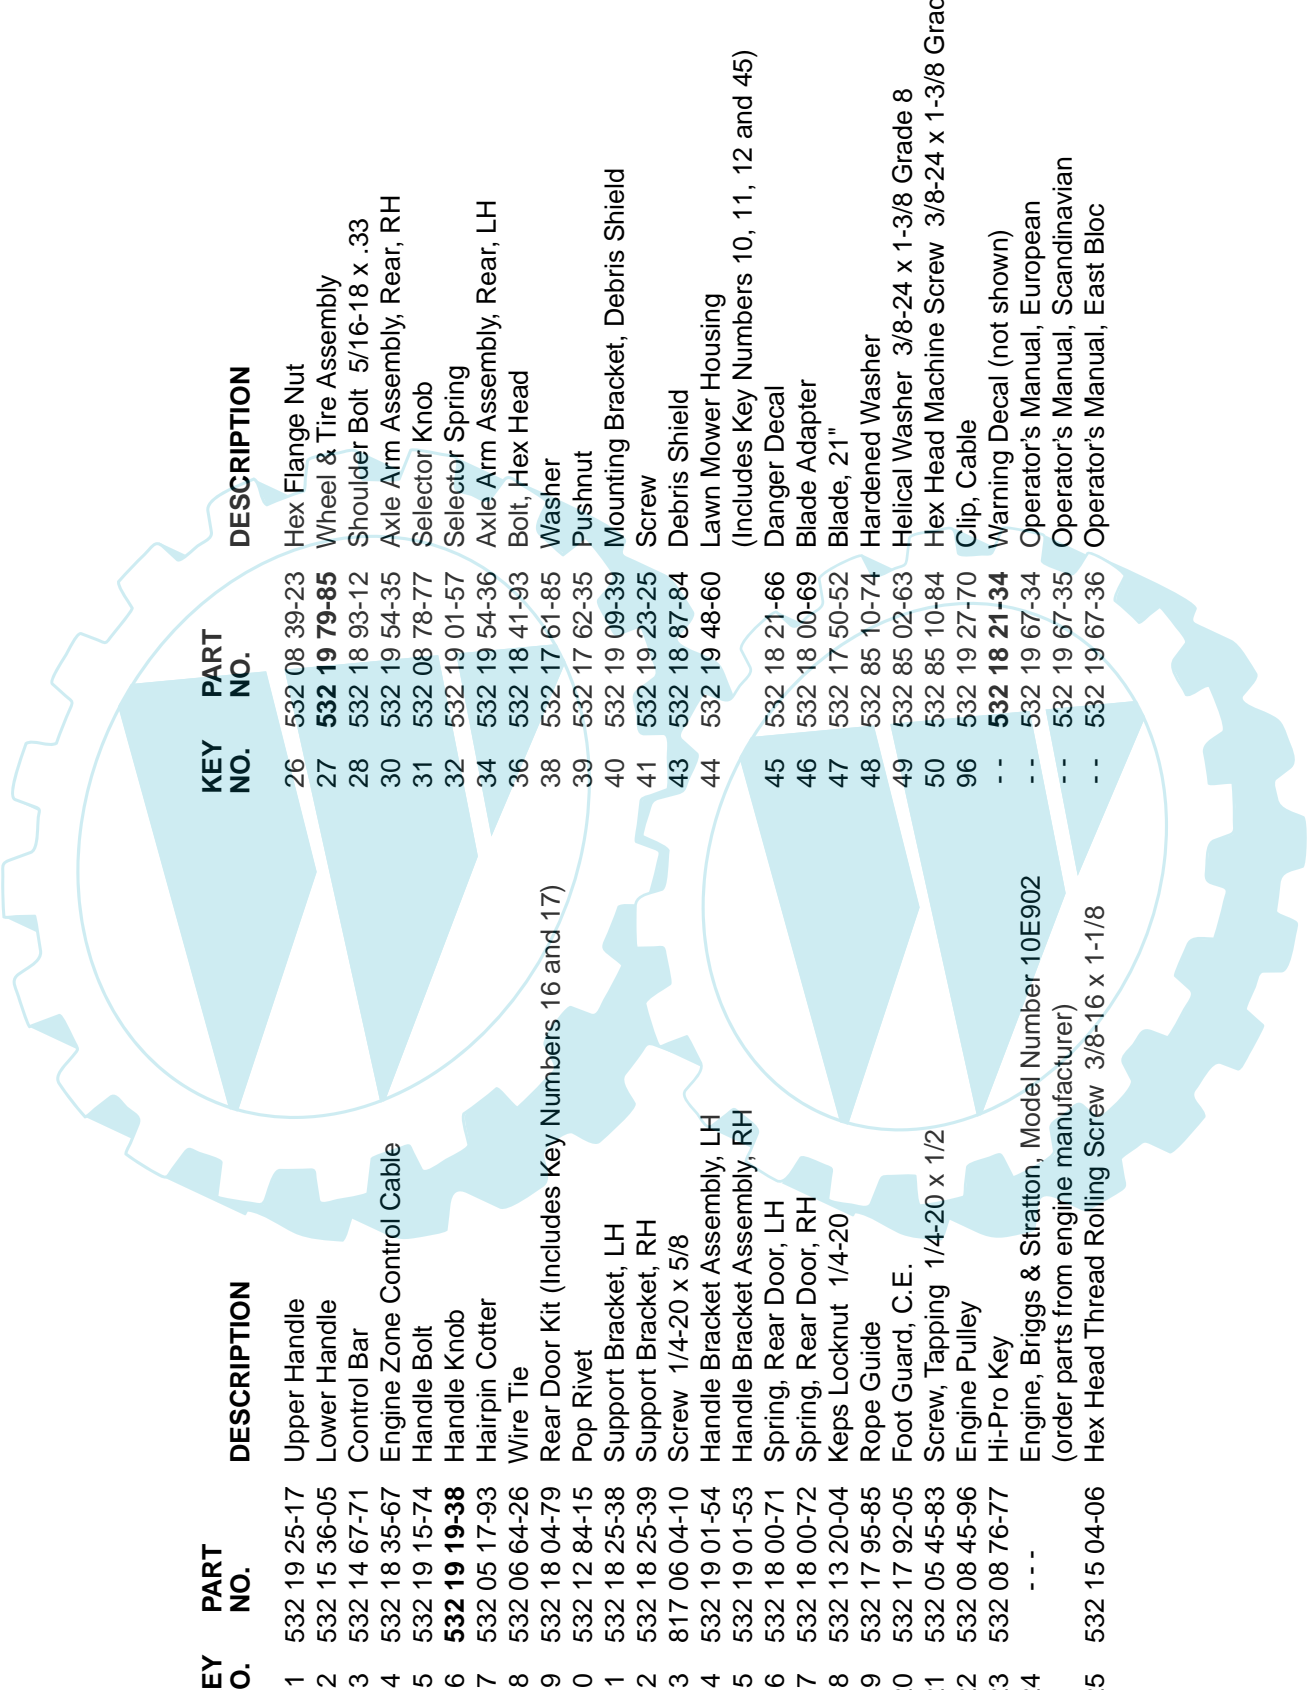 EY PART
O. NO. DESCRIPTION
1 532 19 25-17 Upper Handle
2 532 15 36-05 Lower Handle
3 532 14 67-71 Control Bar
4 532 18 35-67 Engine Zone Control Cable
5 532 19 15-74 Handle Bolt
6 532 19 19-38 Handle Knob
7 532 05 17-93 Hairpin Cotter
8 532 06 64-26 Wire Tie
9 532 18 04-79 Rear Door Kit (Includes Key Numbers 16 and 17)
0 532 12 84-15 Pop Rivet
1 532 18 25-38 Support Bracket, LH
2 532 18 25-39 Support Bracket, RH
3 817 06 04-10 Screw 1/4-20 x 5/8
4 532 19 01-54 Handle Bracket Assembly, LH
5 532 19 01-53 Handle Bracket Assembly, RH
6 532 18 00-71 Spring, Rear Door, LH
7 532 18 00-72 Spring, Rear Door, RH
8 532 13 20-04 Keps Locknut 1/4-20
9 532 17 95-85 Rope Guide
20 532 17 92-05 Foot Guard, C.E.
21 532 05 45-83 Screw, Tapping 1/4-20 x 1/2
22 532 08 45-96 Engine Pulley
23 532 08 76-77 Hi-Pro Key
24 - - - Engine, Briggs & Stratton, Model Number 10E902
(order parts from engine manufacturer)
25 532 15 04-06 Hex Head Thread Rolling Screw 3/8-16 x 1-1/8
KEY PART
NO. NO. DESCRIPTION
26 532 08 39-23 Hex Flange Nut
27 532 19 79-85 Wheel & Tire Assembly
28 532 18 93-12 Shoulder Bolt 5/16-18 x .33
30 532 19 54-35 Axle Arm Assembly, Rear, RH
31 532 08 78-77 Selector Knob
32 532 19 01-57 Selector Spring
34 532 19 54-36 Axle Arm Assembly, Rear, LH
36 532 18 41-93 Bolt, Hex Head
38 532 17 61-85 Washer
39 532 17 62-35 Pushnut
40 532 19 09-39 Mounting Bracket, Debris Shield
41 532 19 23-25 Screw
43 532 18 87-84 Debris Shield
44 532 19 48-60 Lawn Mower Housing
(Includes Key Numbers 10, 11, 12 and 45)
45 532 18 21-66 Danger Decal
46 532 18 00-69 Blade Adapter
47 532 17 50-52 Blade, 21"
48 532 85 10-74 Hardened Washer
49 532 85 02-63 Helical Washer 3/8-24 x 1-3/8 Grade 8
50 532 85 10-84 Hex Head Machine Screw 3/8-24 x 1-3/8 Grad
96 532 19 27-70 Clip, Cable
- - 532 18 21-34 Warning Decal (not shown)
- - 532 19 67-34 Operator's Manual, European
- - 532 19 67-35 Operator's Manual, Scandinavian
- - 532 19 67-36 Operator's Manual, East Bloc